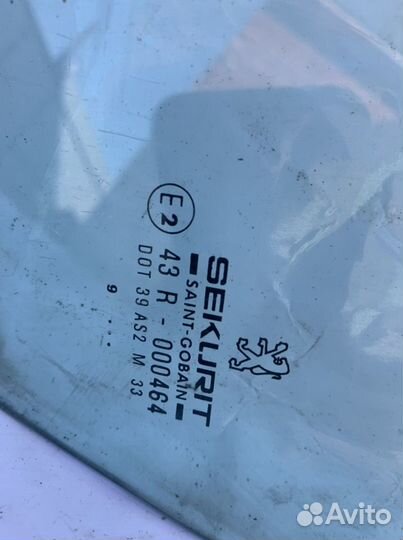 SEKURIT
SAINT-GOBAIN
E2
43 R - 000464
DOT 39 AS2 M 33
9 ....
Avito